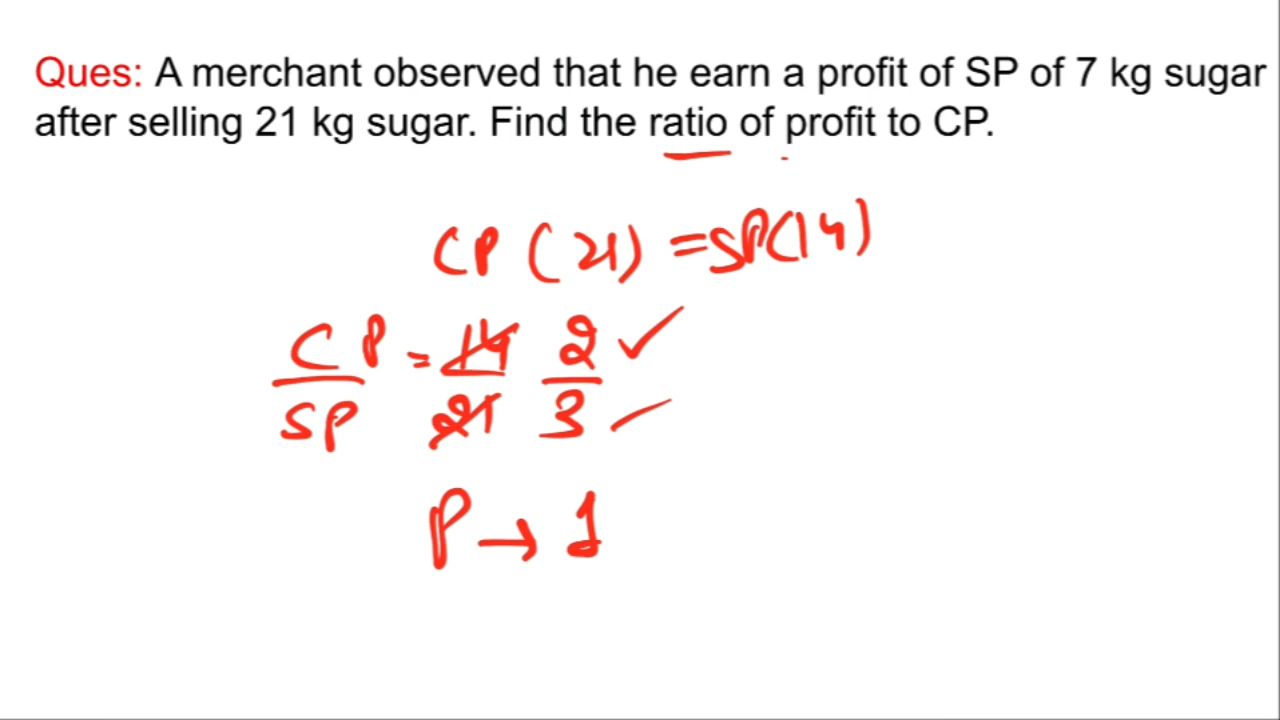 Ques: A merchant observed that he earn a profit of SP of 7 kg sugar
after selling 21 kg sugar. Find the ratio of profit to CP.
CP (21) = SP(14)
CP/SP = 14/21 2/3
P → 1